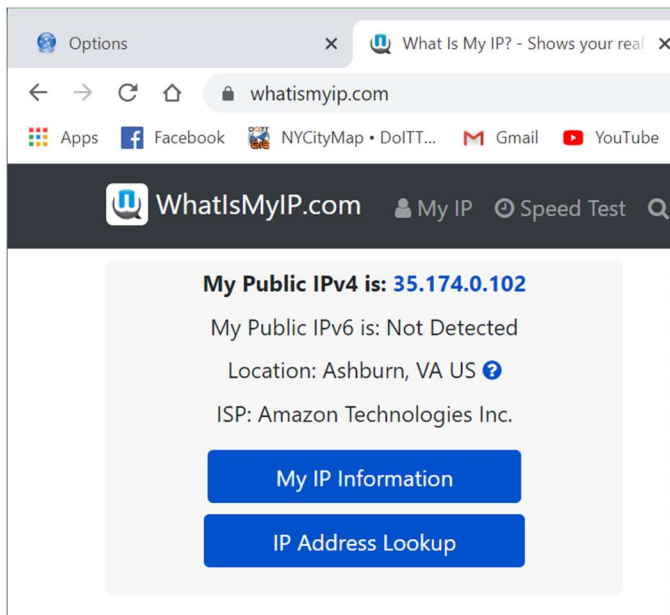 Options
What Is My IP? - Shows your real
whatismyip.com
Apps Facebook NYCityMap • DoITT... Gmail YouTube
WhatIsMyIP.com My IP Speed Test
My Public IPv4 is: 35.174.0.102
My Public IPv6 is: Not Detected
Location: Ashburn, VA US
ISP: Amazon Technologies Inc.
My IP Information
IP Address Lookup